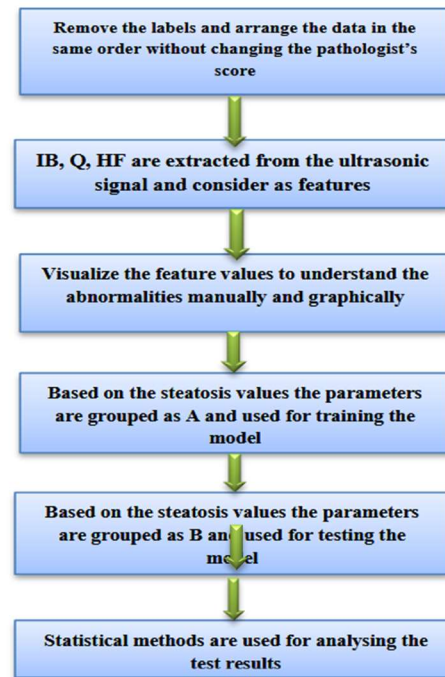 Remove the labels and arrange the data in the
same order without changing the pathologist's
score
IB, Q, HF are extracted from the ultrasonic
signal and consider as features
Visualize the feature values to understand the
abnormalities manually and graphically
Based on the steatosis values the parameters
are grouped as A and used for training the
model
Based on the steatosis values the parameters
are grouped as B and used for testing the
model
Statistical methods are used for analysing the
test results